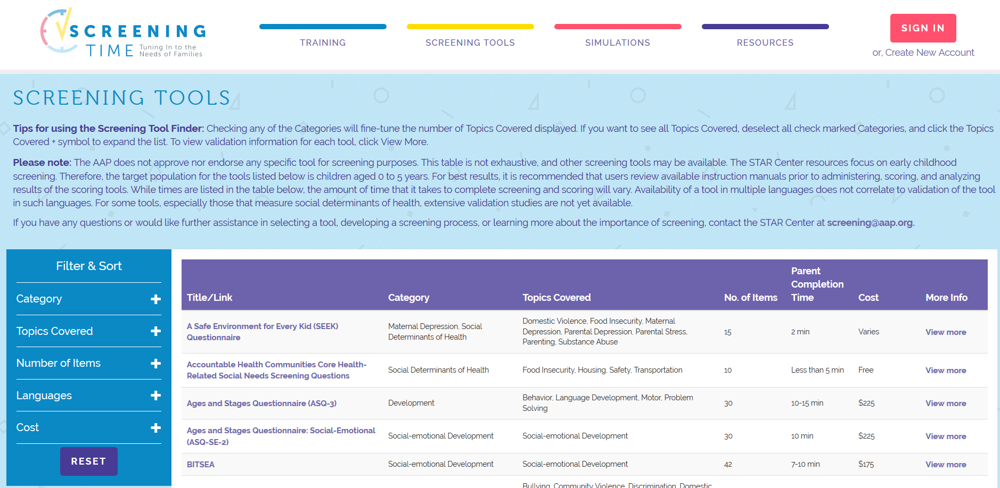 SCREENING
TIME Tuning In to the
Needs of Families
TRAINING
SCREENING TOOLS
SIMULATIONS
RESOURCES
SIGN IN
or, Create New Account
SCREENING TOOLS
Tips for using the Screening Tool Finder: Checking any of the Categories will fine-tune the number of Topics Covered displayed. If you want to see all Topics Covered, deselect all check marked Categories, and click the Topics
Covered + symbol to expand the list. To view validation information for each tool, click View More.
Please note: The AAP does not approve nor endorse any specific tool for screening purposes. This table is not exhaustive, and other screening tools may be available. The STAR Center resources focus on early childhood
screening. Therefore, the target population for the tools listed below is children aged 0 to 5 years. For best results, it is recommended that users review available instruction manuals prior to administering, scoring, and analyzing
results of the scoring tools. While times are listed in the table below, the amount of time that it takes to complete screening and scoring will vary. Availability of a tool in multiple languages does not correlate to validation of the tool
in such languages. For some tools, especially those that measure social determinants of health, extensive validation studies are not yet available.
If you have any questions or would like further assistance in selecting a tool, developing a screening process, or learning more about the importance of screening, contact the STAR Center at screening@aap.org.
Filter & Sort
Category +
Topics Covered +
Number of Items +
Languages +
Cost +
RESET
Title/Link Category Topics Covered No. of Items Parent
Completion
Time Cost More Info
A Safe Environment for Every Kid (SEEK)
Questionnaire
Maternal Depression, Social
Determinants of Health
Domestic Violence, Food Insecurity, Maternal
Depression, Parental Depression, Parental Stress,
Parenting, Substance Abuse
15 2 min Varies View more
Accountable Health Communities Core Health-
Related Social Needs Screening Questions
Social Determinants of Health
Food Insecurity, Housing, Safety, Transportation
10 Less than 5 min Free View more
Ages and Stages Questionnaire (ASQ-3)
Development
Behavior, Language Development, Motor, Problem
Solving
30 10-15 min $225 View more
Ages and Stages Questionnaire: Social-Emotional
(ASQ-SE-2)
Social-emotional Development
Social-emotional Development
30 10 min $225 View more
BITSEA
Social-emotional Development
Social-emotional Development
42 7-10 min $175 View more
Bullying, Community Violence, Discrimination, Domestic